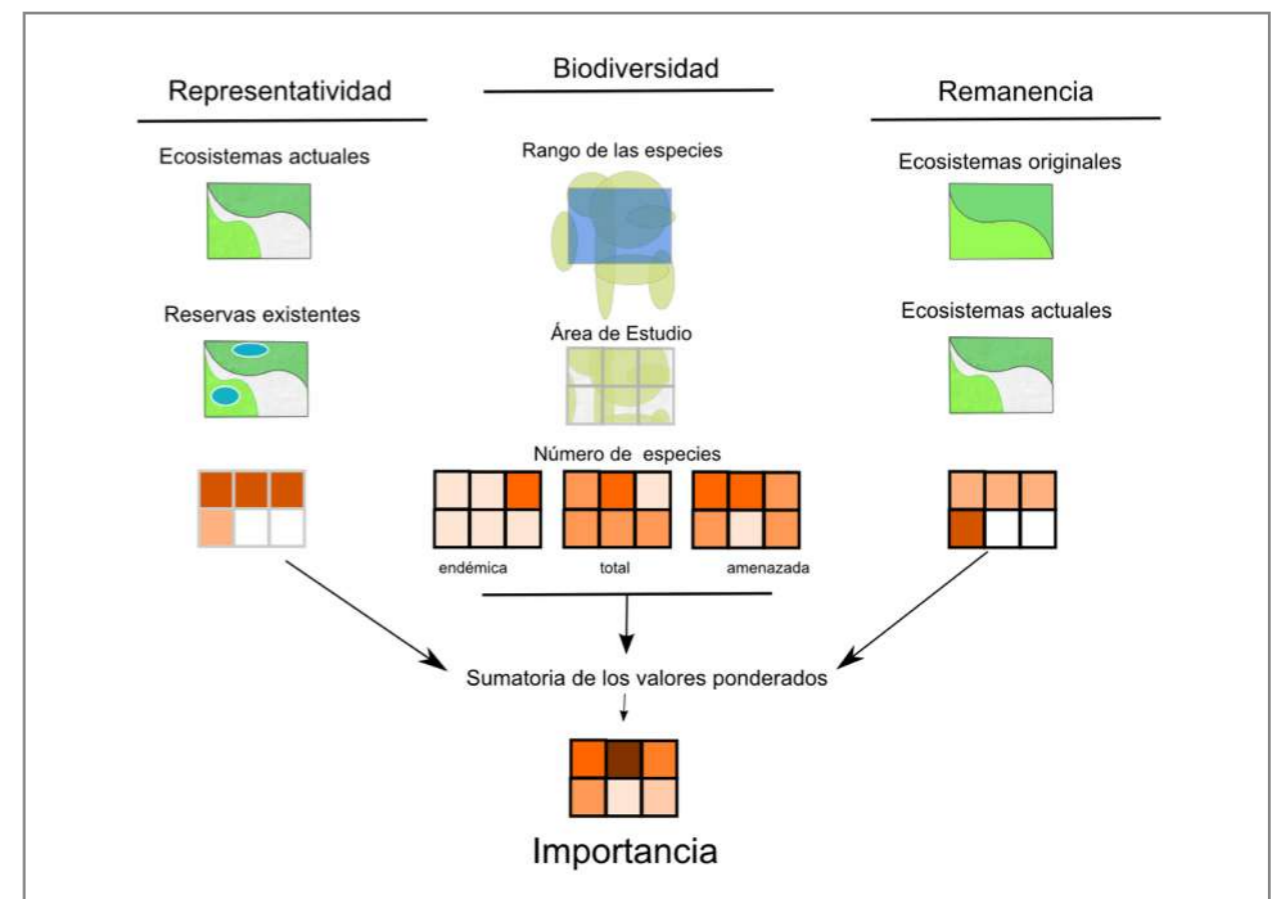 Representatividad
Ecosistemas actuales
Reservas existentes
Biodiversidad
Rango de las especies
Área de Estudio
Número de especies
endémica
total
amenazada
Remanencia
Ecosistemas originales
Ecosistemas actuales
Sumatoria de los valores ponderados
Importancia